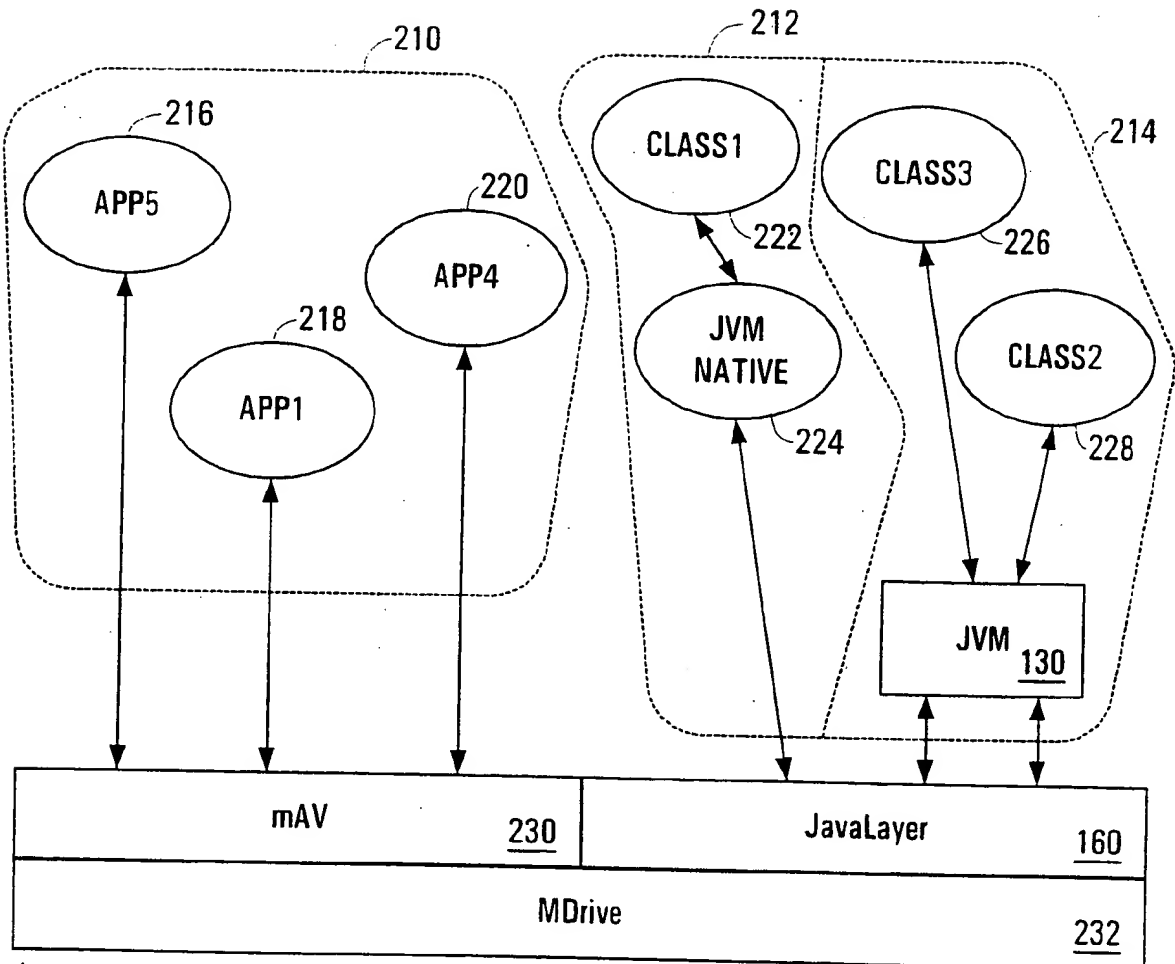 210
212
216
APP5
220
APP4
218
APP1
CLASS1
222
CLASS3
226
214
JVM
NATIVE
224
CLASS2
228
JVM
130
mAV
230
JavaLayer
160
MDrive
232